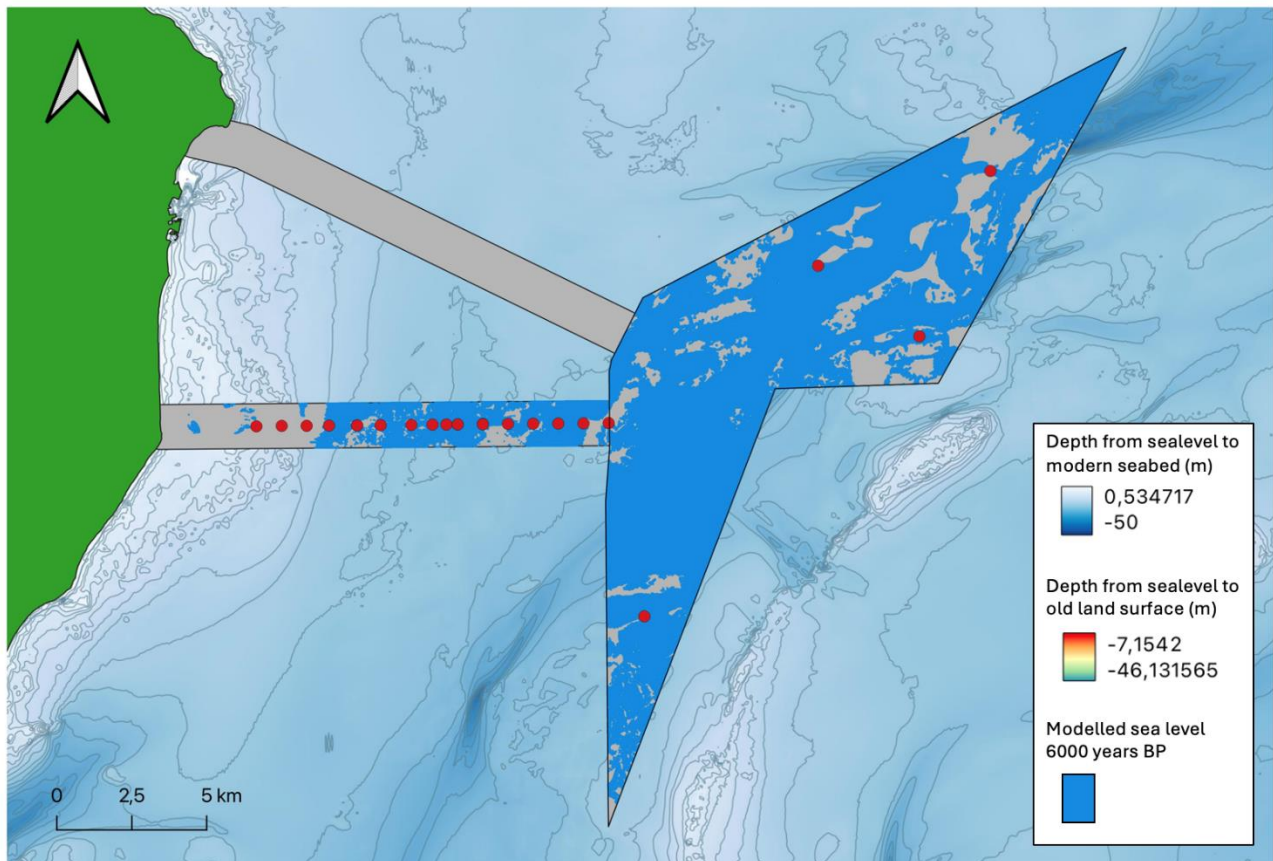 Depth from sealevel to
modern seabed (m)
0,534717
-50
Depth from sealevel to
old land surface (m)
-7,1542
-46,131565
Modelled sea level
6000 years BP
0 2,5 5 km